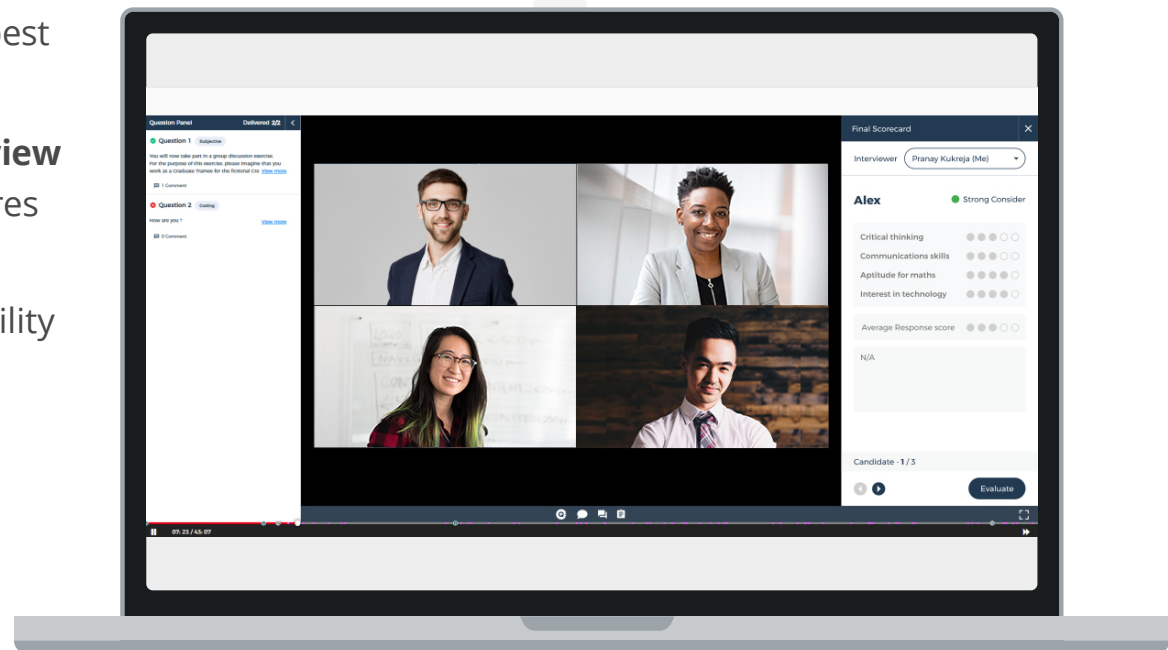 est
iew
res
ility
Question Panel
Delivered 2/2
Question 1
Subjective
You will now take part in a group discussion exercise.
For the purpose of this exercise, please imagine that you
work as a Graduate Trainee for the fictional Cre View more
1 Comment
Question 2
Coding
How are you ?
View more
0 Comment
07: 23 / 45: 07
Final Scorecard
Interviewer
Pranay Kukreja (Me)
Alex
Strong Consider
Critical thinking
Communications skills
Aptitude for maths
Interest in technology
Average Response score
N/A
Candidate - 1 / 3
Evaluate